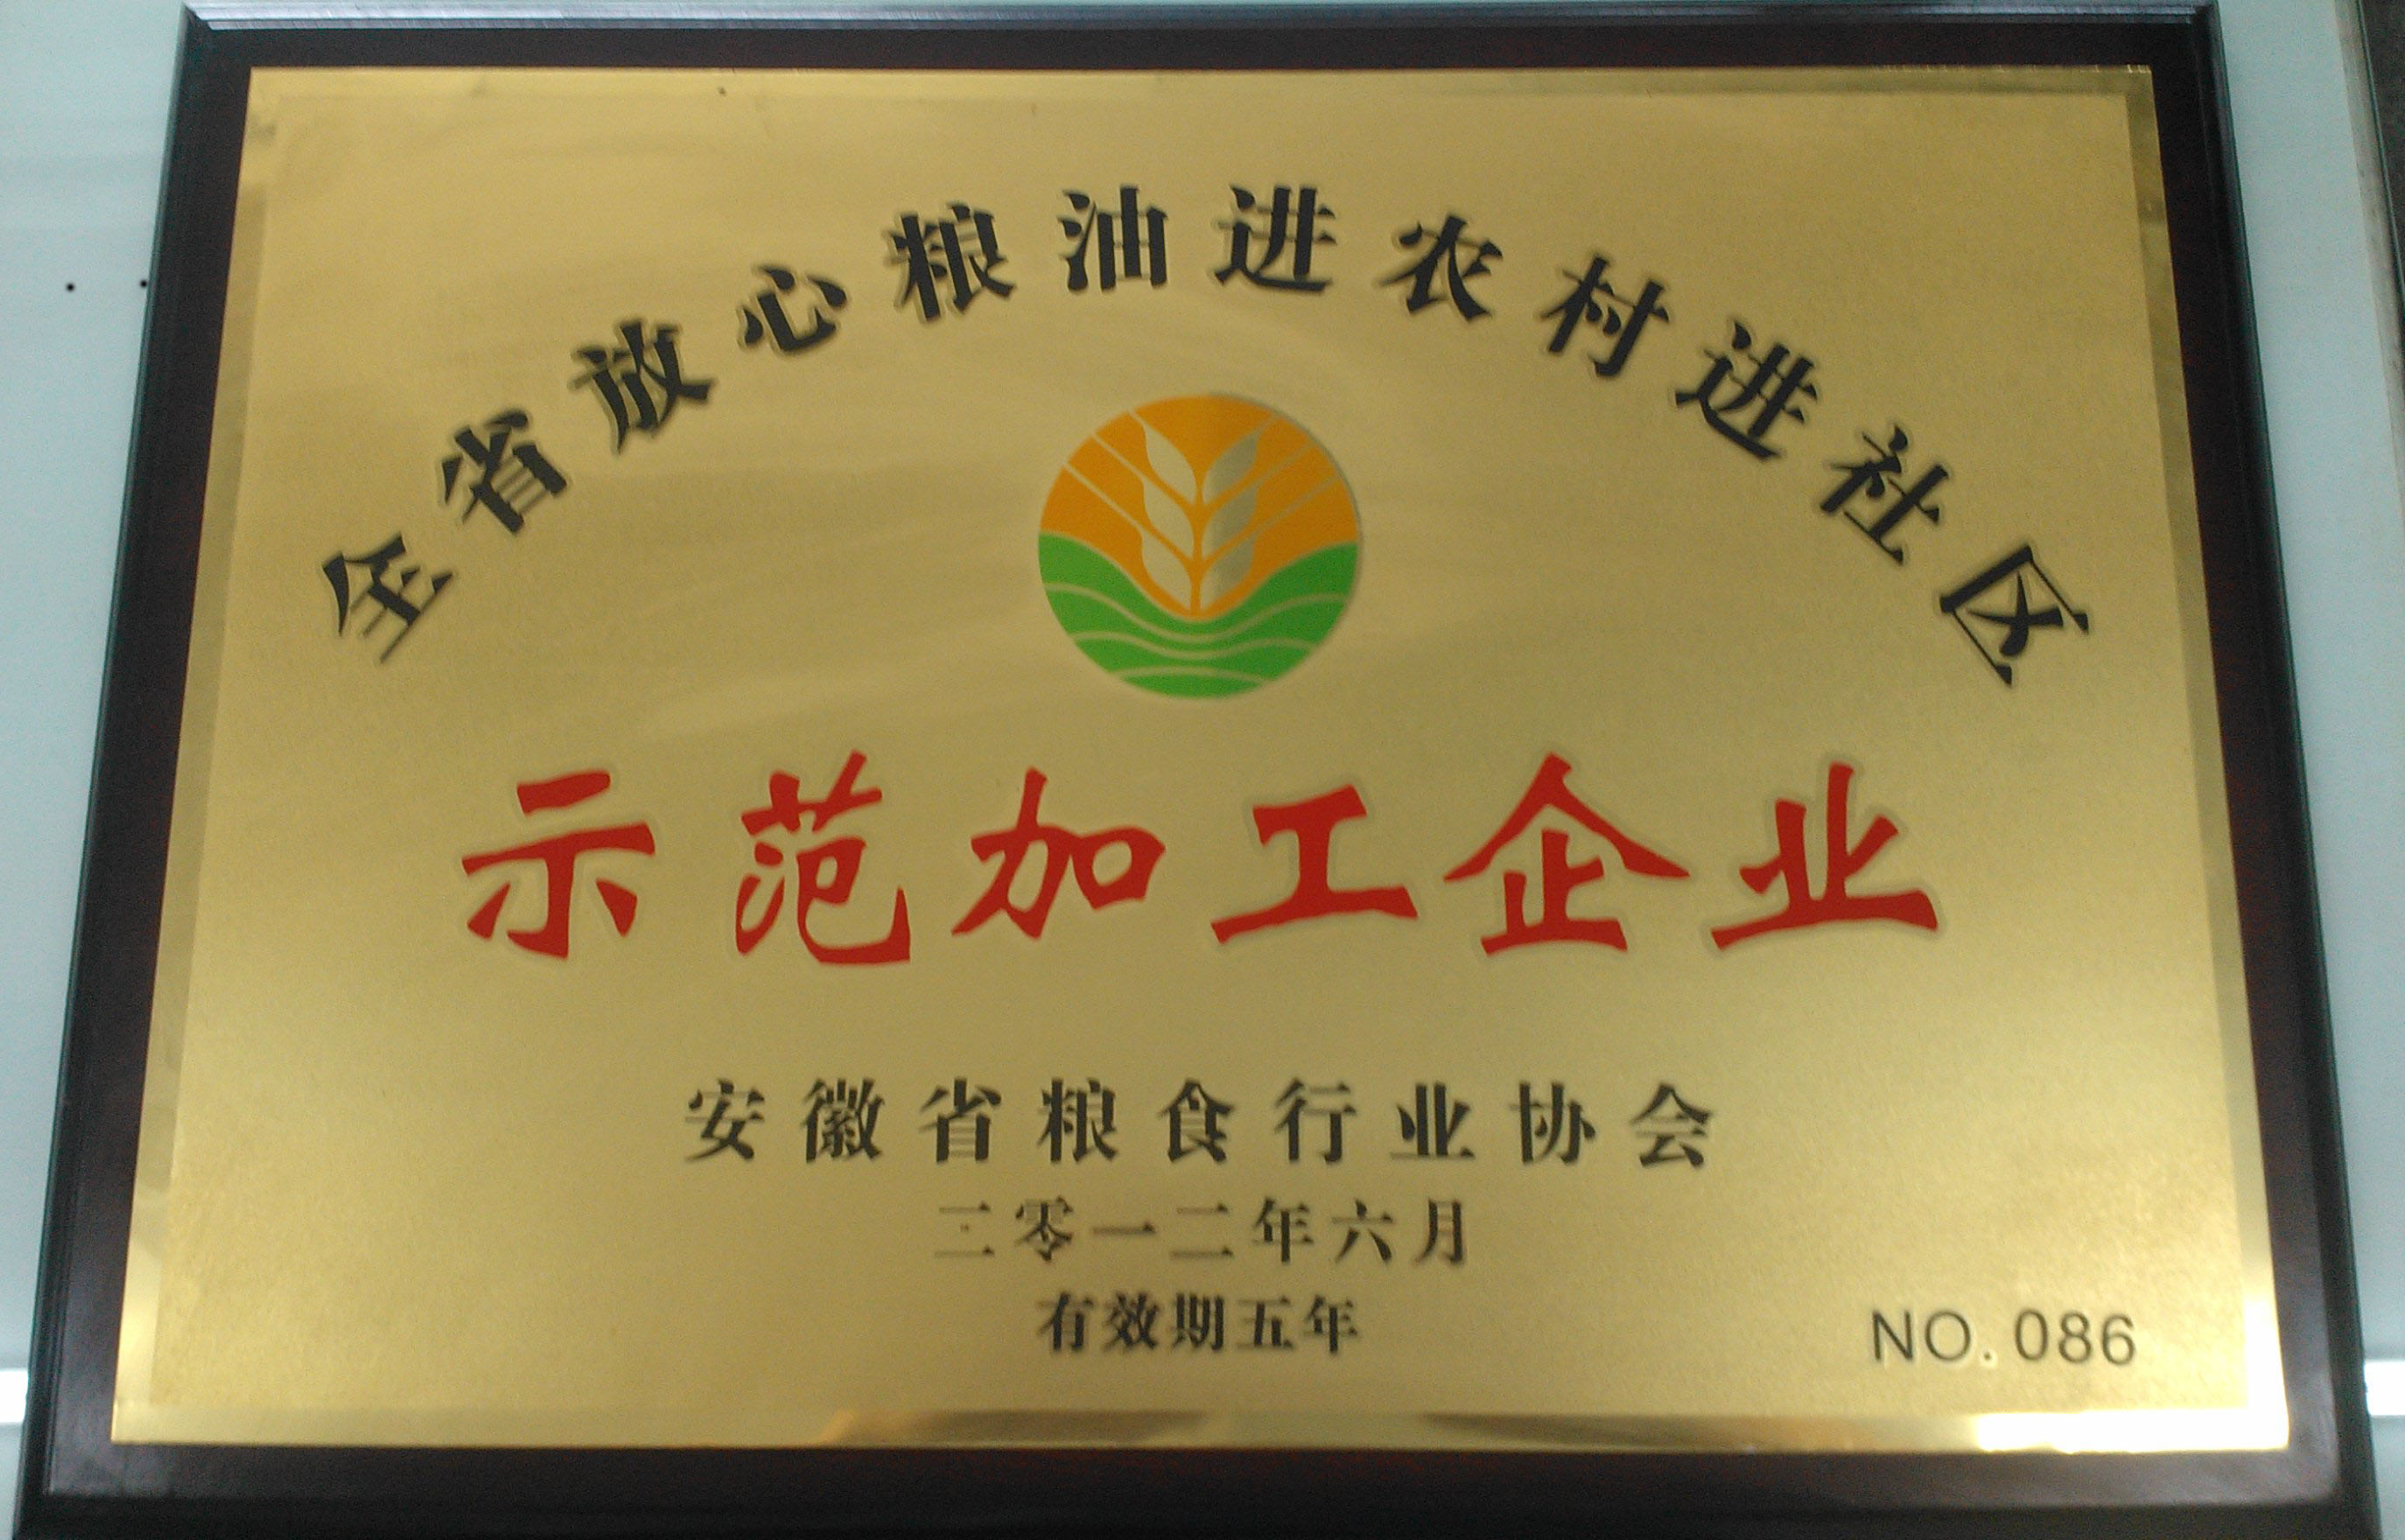 全省放心粮油进农村进社区
示范加工企业
安徽省粮食行业协会
二零一二年六月
有效期五年
NO.086